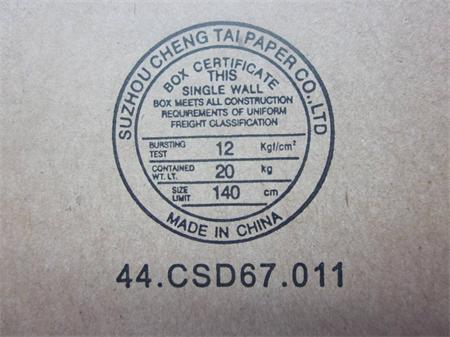 SUZHOU CHENG TAI PAPER CO.,LTD
BOX CERTIFICATE
THIS
SINGLE WALL
BOX MEETS ALL CONSTRUCTION
REQUIREMENTS OF UNIFORM
FREIGHT CLASSIFICATION
BURSTING TEST 12 Kgf/cm²
CONTAINED WT. LT. 20 kg
SIZE LIMIT 140 cm
MADE IN CHINA
44.CSD67.011